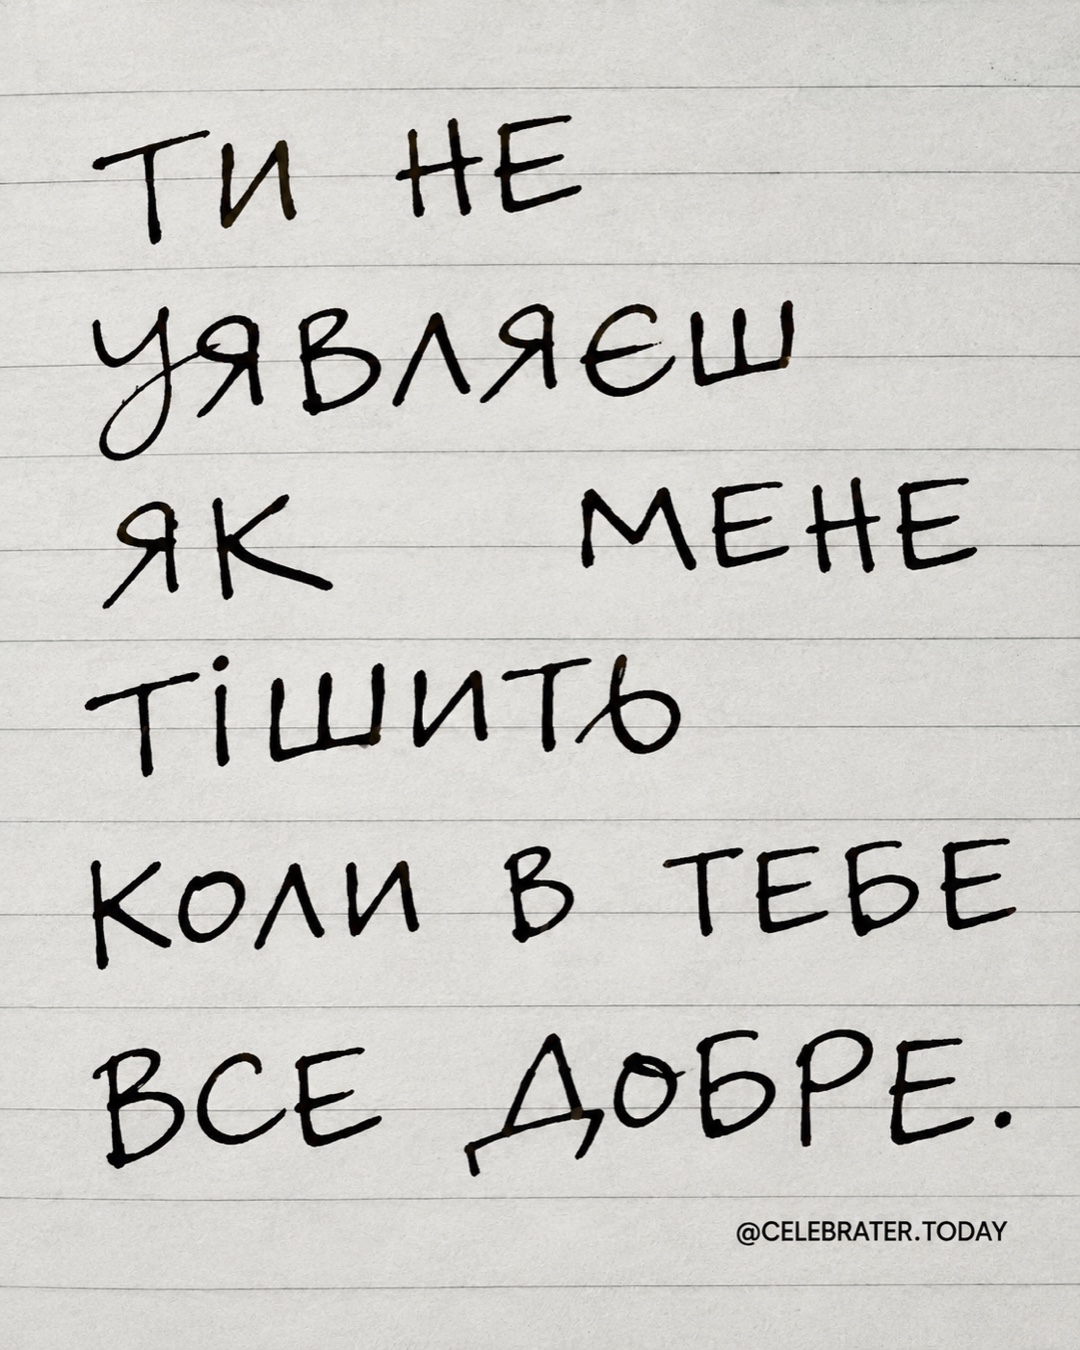 ТИ НЕ
УЯВЛЯЄШ
ЯК МЕНЕ
ТІШИТЬ
КОЛИ В ТЕБЕ
ВСЕ ДОБРЕ.
@CELEBRATER.TODAY